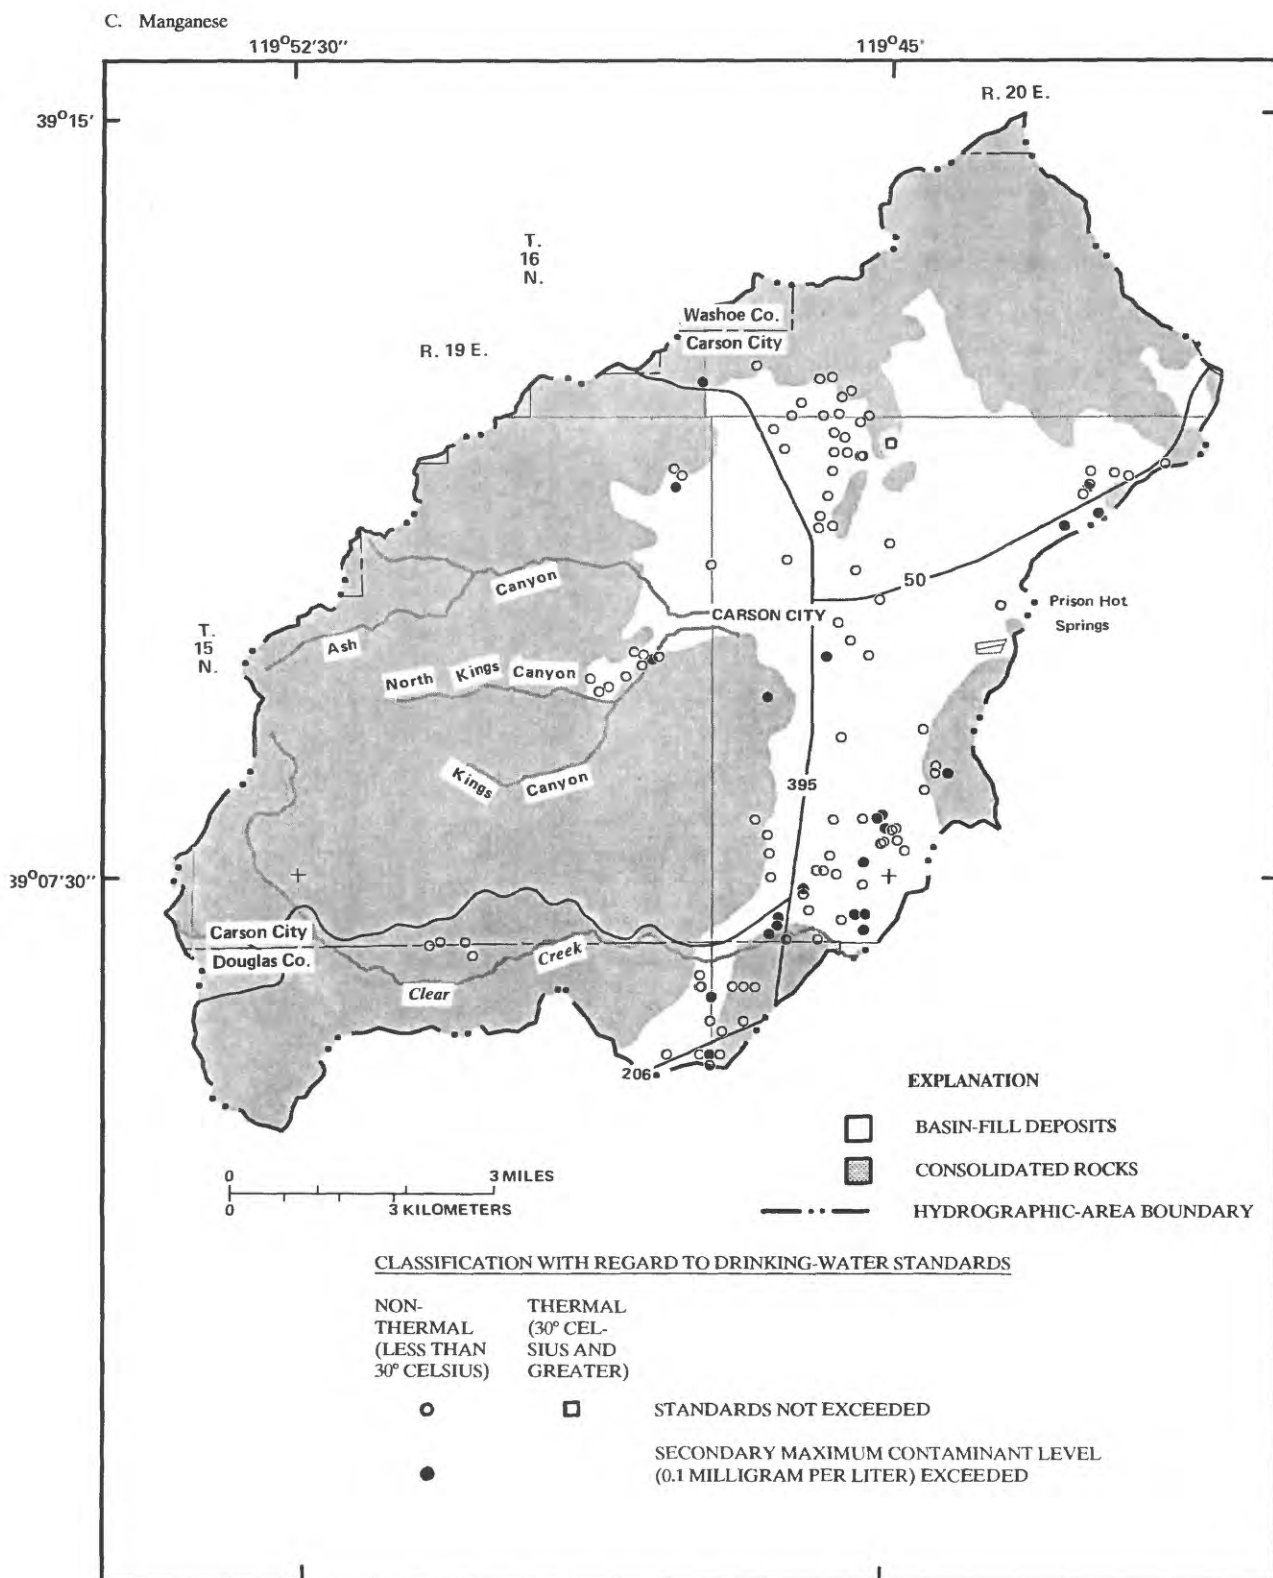 C. Manganese
119°52'30"
119°45'
R. 20 E.
39°15'
T.
16
N.
Washoe Co.
Carson City
R. 19 E.
Canyon
50
CARSON CITY
Prison Hot
Springs
T.
15
N.
Ash
North Kings Canyon
Kings Canyon
395
39°07'30"
Carson City
Douglas Co.
Creek
Clear
206
EXPLANATION
BASIN-FILL DEPOSITS
CONSOLIDATED ROCKS
HYDROGRAPHIC-AREA BOUNDARY
0 3 MILES
0 3 KILOMETERS
CLASSIFICATION WITH REGARD TO DRINKING-WATER STANDARDS
NON-
THERMAL
(LESS THAN
30° CELSIUS)
THERMAL
(30° CEL-
SIUS AND
GREATER)
STANDARDS NOT EXCEEDED
SECONDARY MAXIMUM CONTAMINANT LEVEL
(0.1 MILLIGRAM PER LITER) EXCEEDED